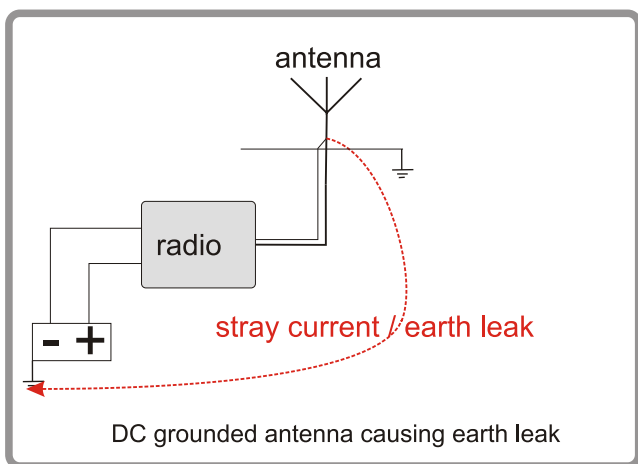 antenna
radio
stray current / earth leak
- +
DC grounded antenna causing earth leak